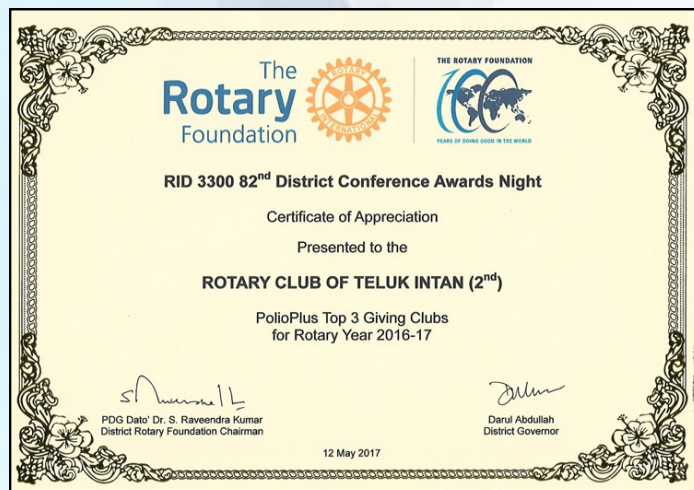 The
Rotary
Foundation
ROTARY
INTERNATIONAL
THE ROTARY FOUNDATION
100
YEARS OF DOING GOOD IN THE WORLD
RID 3300 82nd District Conference Awards Night
Certificate of Appreciation
Presented to the
ROTARY CLUB OF TELUK INTAN (2nd)
PolioPlus Top 3 Giving Clubs
for Rotary Year 2016-17
PDG Dato' Dr. S. Raveendra Kumar
District Rotary Foundation Chairman
Darul Abdullah
District Governor
12 May 2017